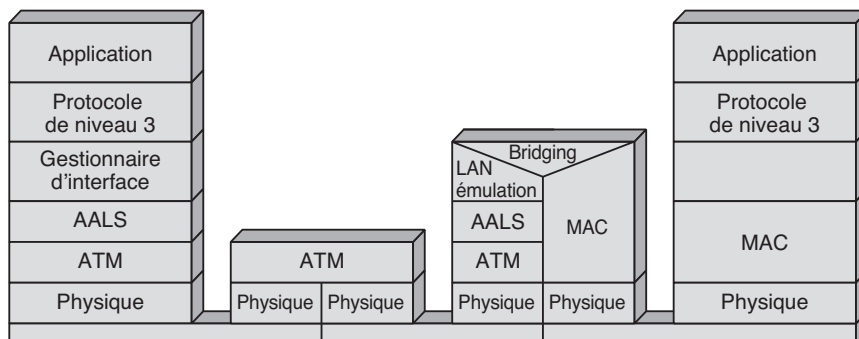 Application
Protocole
de niveau 3
Gestionnaire
d'interface
AALS
ATM
Physique
ATM
Physique
Physique
Bridging
LAN
émulation
AALS
ATM
Physique
MAC
Physique
Application
Protocole
de niveau 3
MAC
Physique